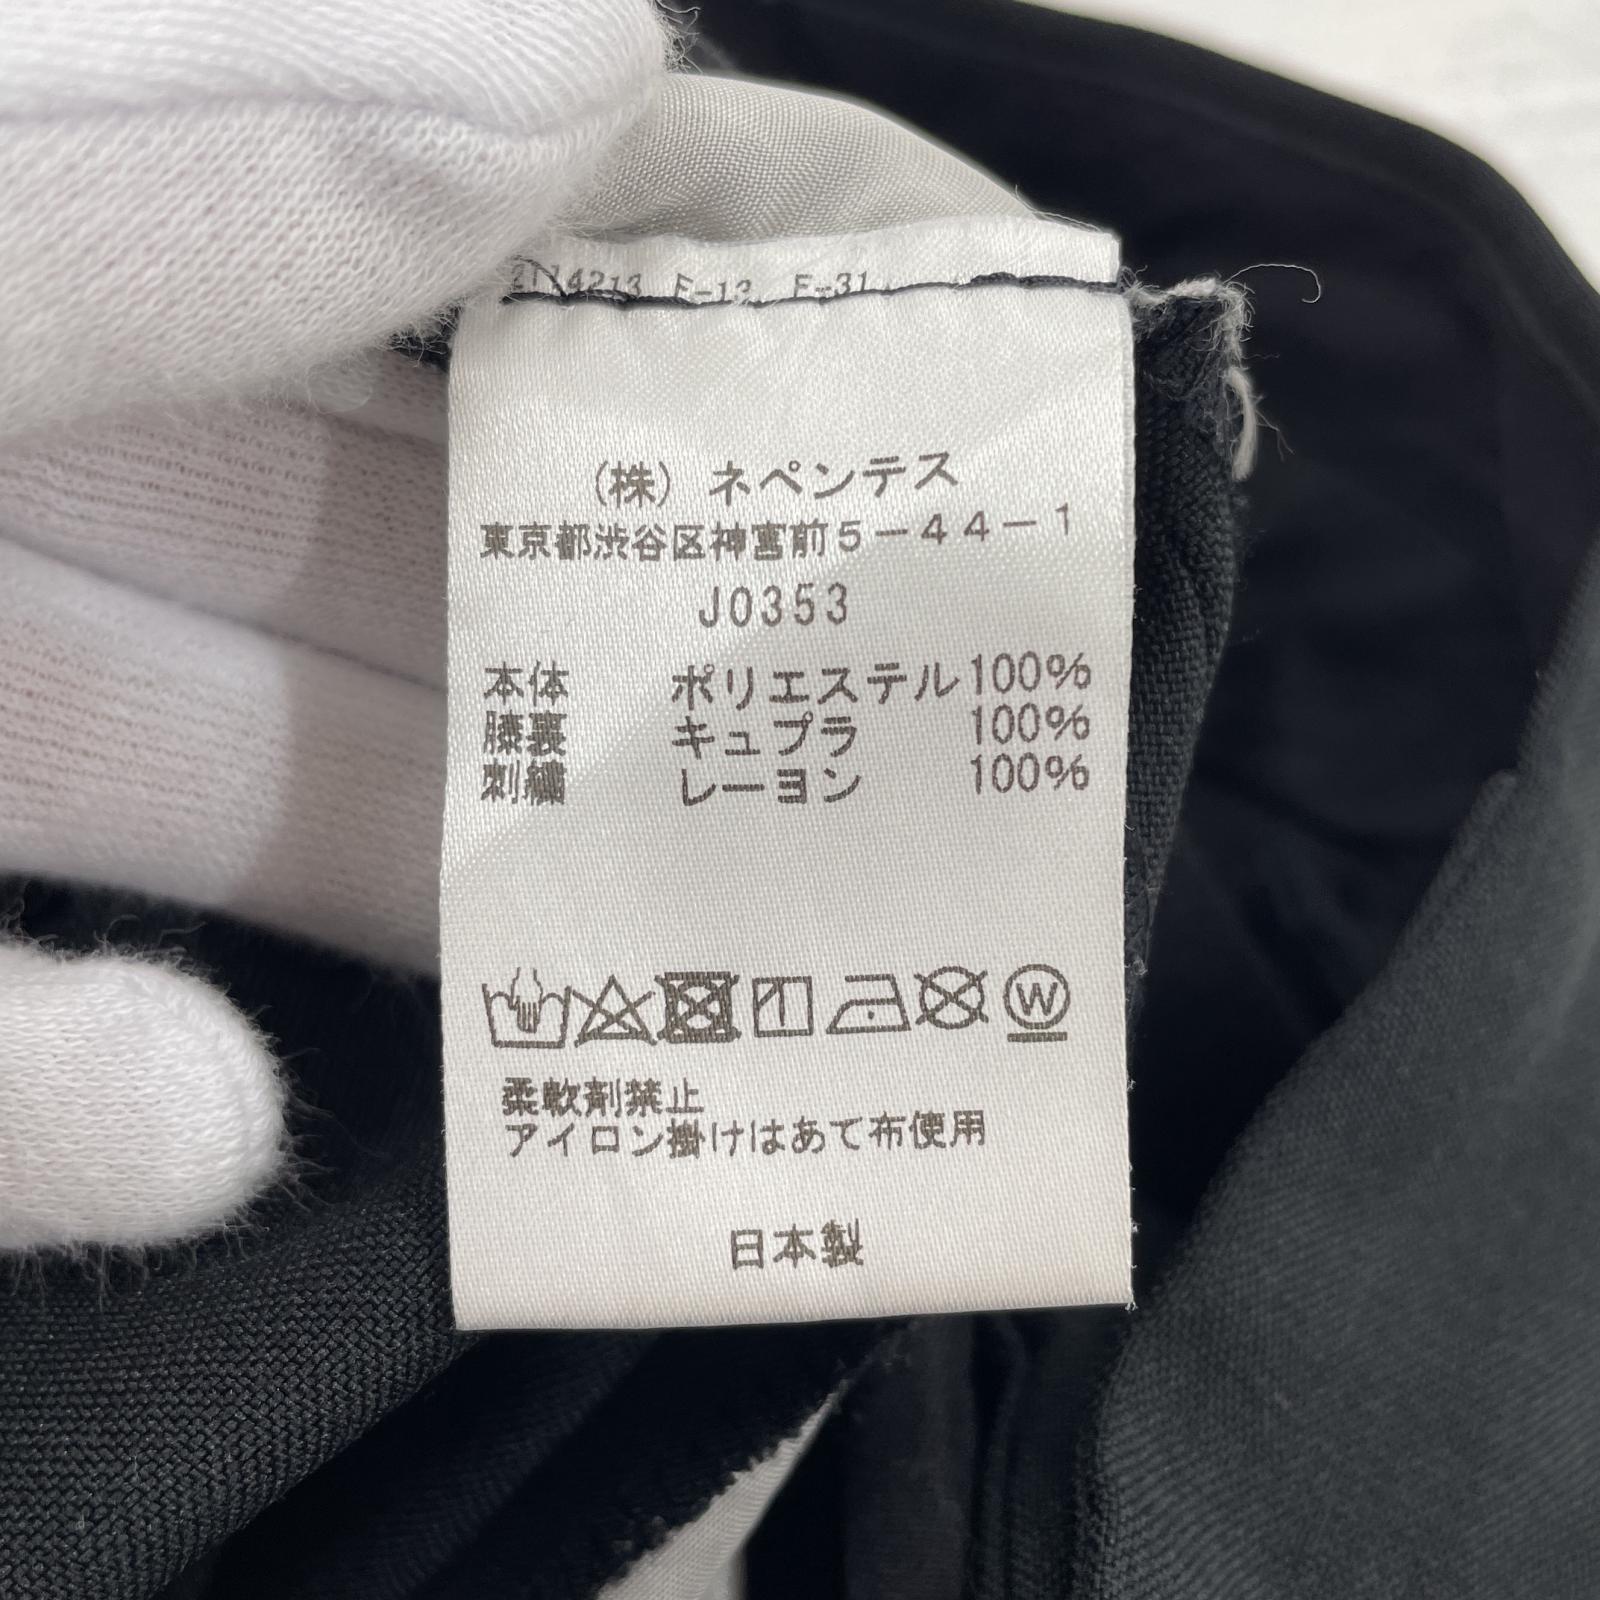 2114213 F-13 F-31
(株) ネペンテス
東京都渋谷区神宮前5-44-1
J0353
本体 ポリエステル100%
膝裏 キュプラ 100%
刺繍 レーヨン 100%
W
柔軟剤禁止
アイロン掛けはあて布使用
日本製